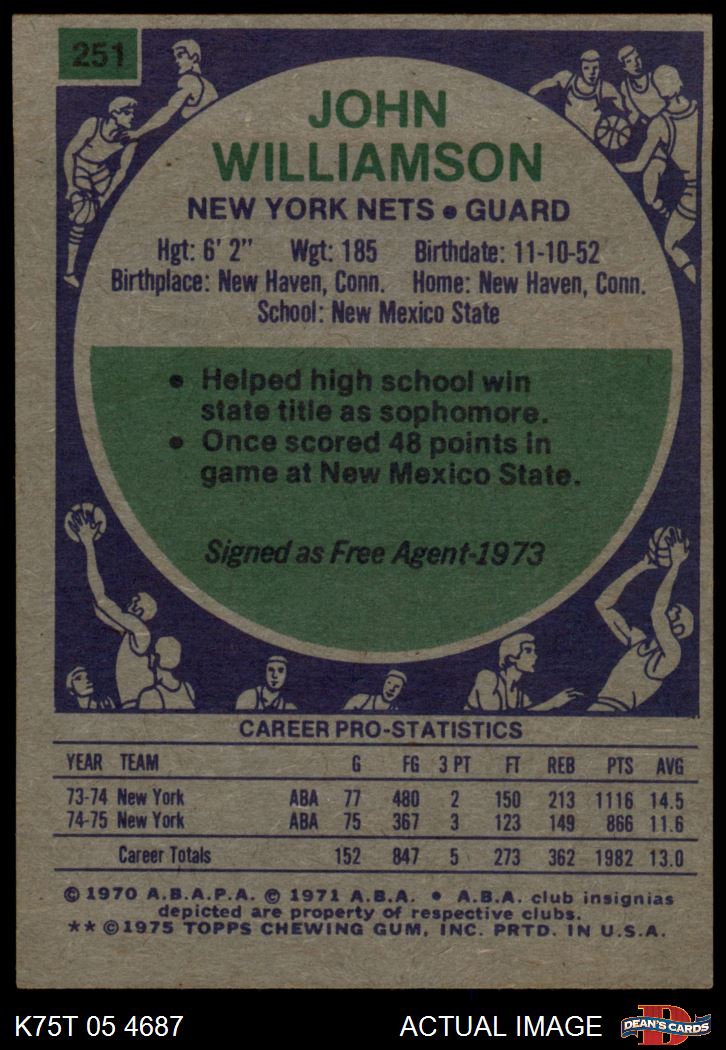 251
JOHN
WILLIAMSON
NEW YORK NETS • GUARD
Hgt: 6' 2" Wgt: 185 Birthdate: 11-10-52
Birthplace: New Haven, Conn. Home: New Haven, Conn.
School: New Mexico State
• Helped high school win
state title as sophomore.
• Once scored 48 points in
game at New Mexico State.
Signed as Free Agent-1973
CAREER PRO-STATISTICS
YEAR TEAM G FG 3 PT FT REB PTS AVG
73-74 New York ABA 77 480 2 150 213 1116 14.5
74-75 New York ABA 75 367 3 123 149 866 11.6
Career Totals 152 847 5 273 362 1982 13.0
© 1970 A.B.A.P.A. © 1971 A.B.A. • A.B.A. club insignias
depicted are property of respective clubs.
** © 1975 TOPPS CHEWING GUM, INC. PRTD. IN U.S.A.
K75T 05 4687 ACTUAL IMAGE
D
DEAN'S CARDS